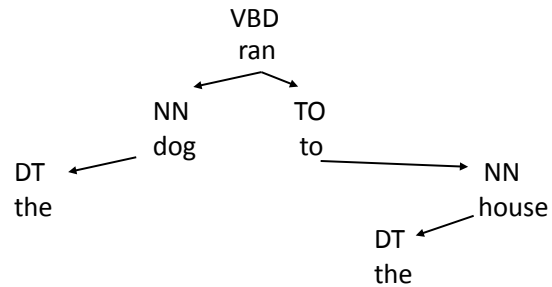 VBD
ran
NN
dog
TO
to
DT
the
NN
house
DT
the